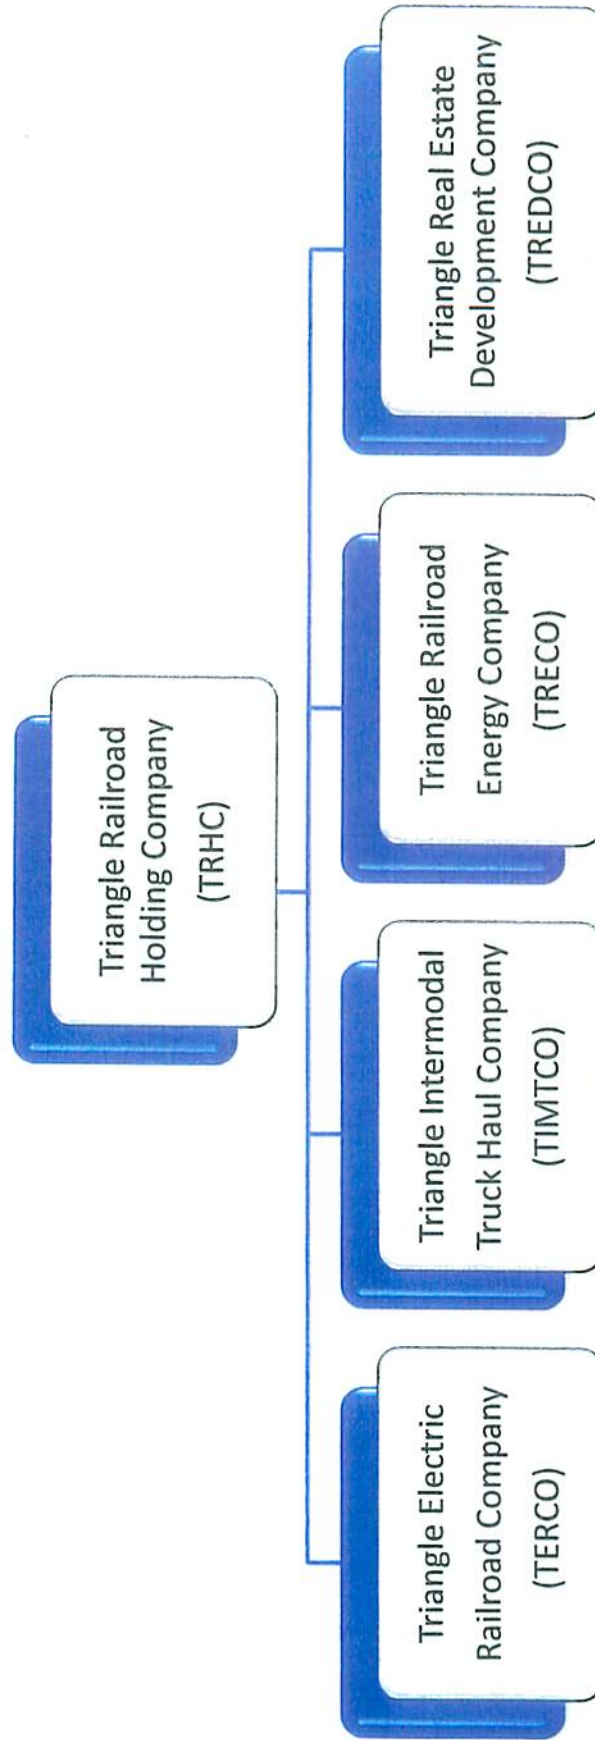 Triangle Railroad
Holding Company
(TRHC)
Triangle Electric
Railroad Company
(TERCO)
Triangle Intermodal
Truck Haul Company
(TIMTCO)
Triangle Railroad
Energy Company
(TRECO)
Triangle Real Estate
Development Company
(TREDCO)